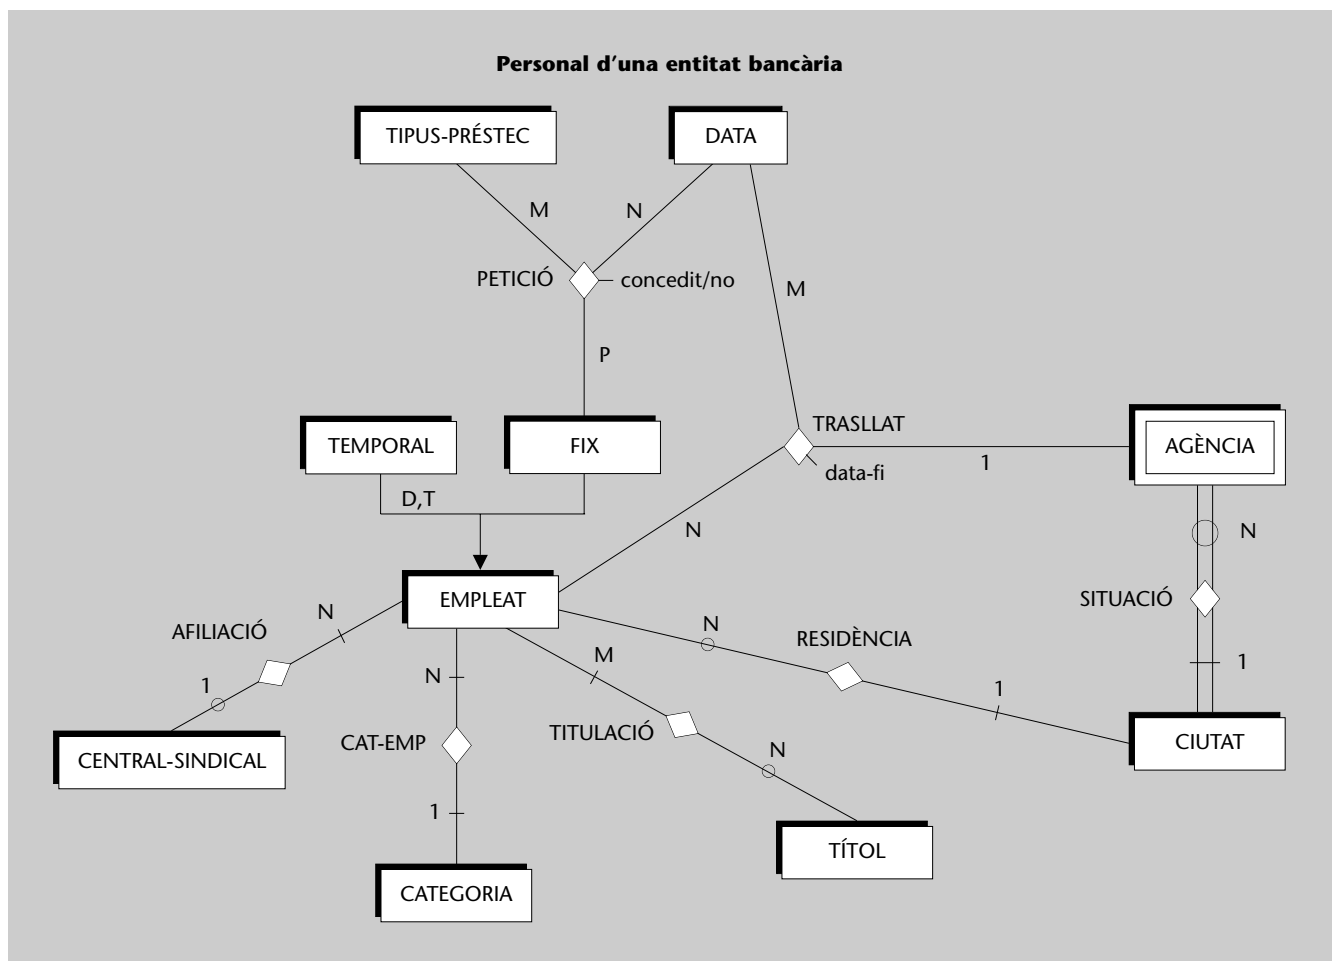 Personal d'una entitat bancària
TIPUS-PRÉSTEC
DATA
M
N
PETICIÓ
concedit/no
M
P
TEMPORAL
FIX
TRASLLAT
AGÈNCIA
1
data-fi
D,T
N
N
EMPLEAT
SITUACIÓ
N
AFILIACIÓ
N
RESIDÈNCIA
M
1
N
1
1
TITULACIÓ
CAT-EMP
N
CIUTAT
CENTRAL-SINDICAL
1
TÍTOL
CATEGORIA